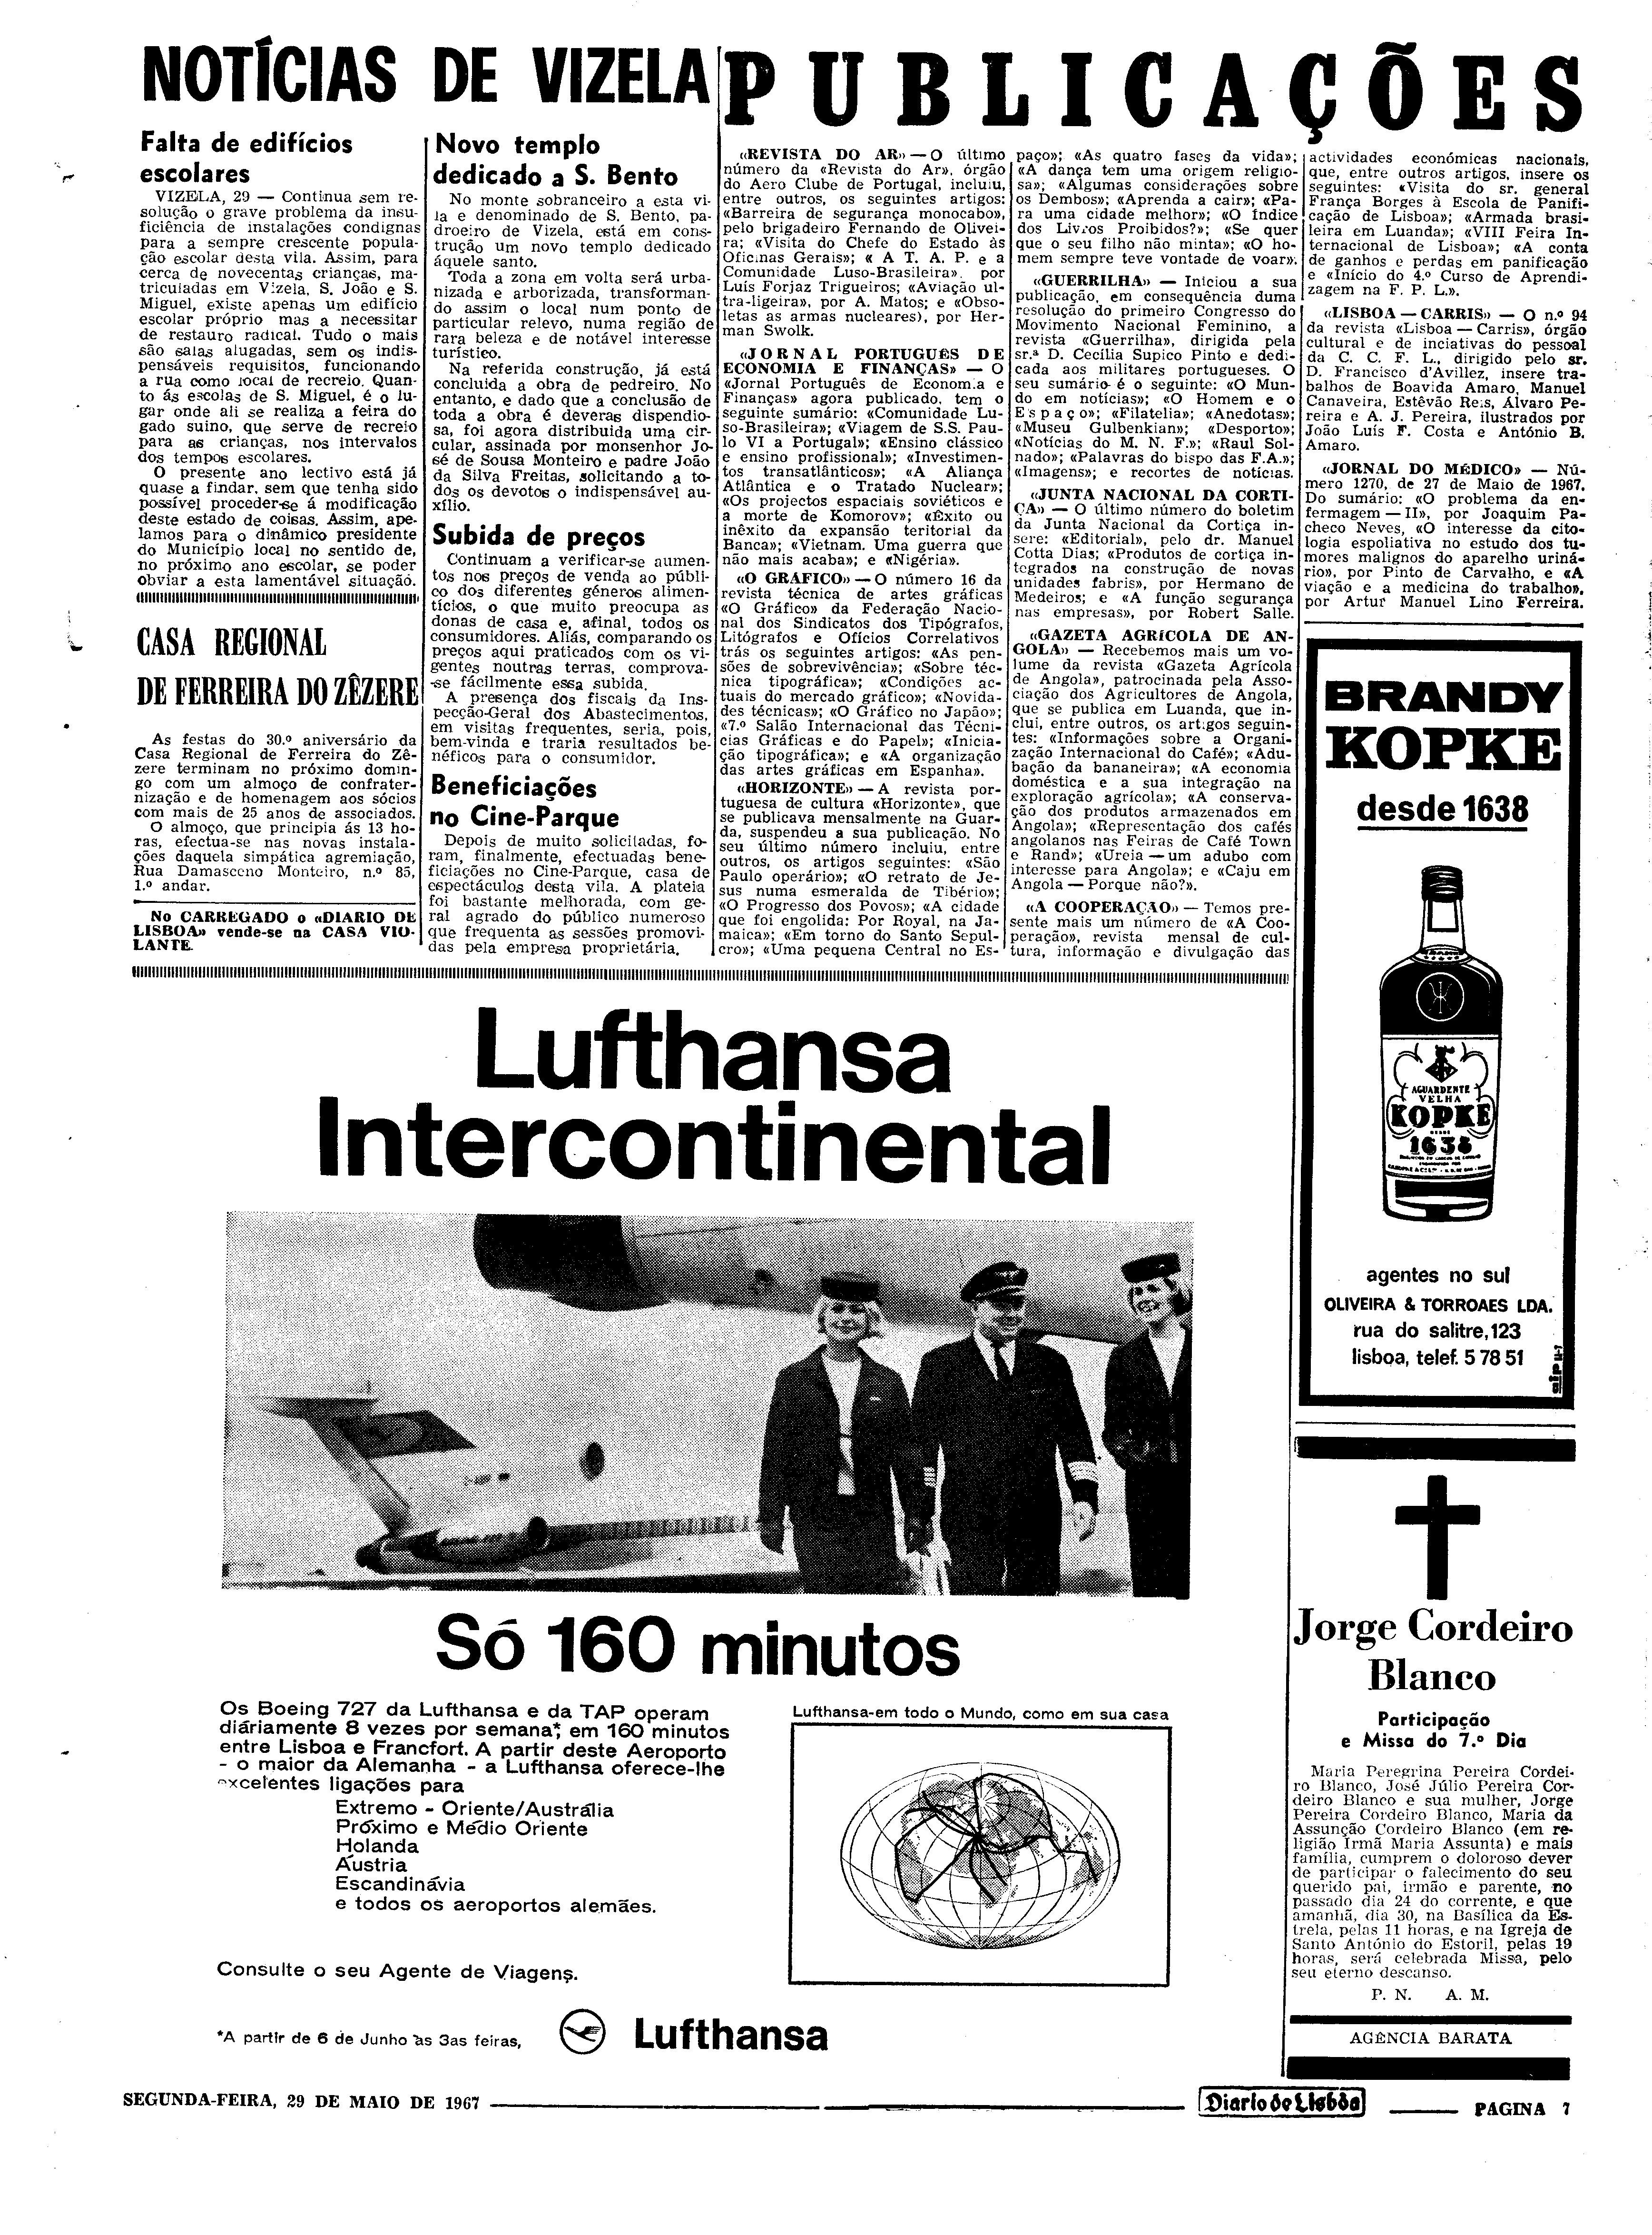 NOTÍCIAS DE VIZELA
Falta de edifícios
escolares
VIZELA, 29 — Continua sem re-
solução o grave problema da insu-
ficiência de instalações condignas
para a sempre crescente popula-
ção escolar desta vila. Assim, para
cerca de novecentas crianças, ma-
triculadas em Vizela, S. João e S.
Miguel, existe apenas um edifício
escolar próprio mas a necessitar
de restauro radical. Tudo o mais
são salas alugadas, sem os indis-
pensáveis requisitos, funcionando
a rua como local de recreio. Quan-
to ás escolas de S. Miguel, é o lu-
gar onde ali se realiza a feira do
gado suino, que serve de recreio
para as crianças, nos intervalos
dos tempos escolares.
O presente ano lectivo está já
quase a findar, sem que tenha sido
possível proceder-se á modificação
deste estado de coisas. Assim, ape-
lamos para o dinâmico presidente
do Município local no sentido de,
no próximo ano escolar, se poder
obviar a esta lamentável situação.
CASA REGIONAL
DE FERREIRA DO ZÊZERE
As festas do 30.º aniversário da
Casa Regional de Ferreira do Zê-
zere terminam no próximo domin-
go com um almoço de confrater-
nização e de homenagem aos sócios
com mais de 25 anos de associados.
O almoço, que principia ás 13 ho-
ras, efectua-se nas novas instala-
ções daquela simpática agremiação,
Rua Damasceno Monteiro, n.º 85,
1.º andar.
No CARREGADO o «DIARIO DE
LISBOA» vende-se na CASA VIO-
LANTE.
Novo templo
dedicado a S. Bento
No monte sobranceiro a esta vi-
la e denominado de S. Bento, pa-
droeiro de Vizela, está em cons-
trução um novo templo dedicado
àquele santo.
Toda a zona em volta será urba-
nizada e arborizada, transforman-
do assim o local num ponto de
particular relevo, numa região de
rara beleza e de notável interesse
turístico.
Na referida construção, já está
concluida a obra de pedreiro. No
entanto, e dado que a conclusão de
toda a obra é deveras dispendio-
sa, foi agora distribuida uma cir-
cular, assinada por monsenhor Jo-
sé de Sousa Monteiro e padre João
da Silva Freitas, solicitando a to-
dos os devotos o indispensável au-
xílio.
Subida de preços
Continuam a verificar-se aumen-
tos nos preços de venda ao públi-
co dos diferentes géneros alimen-
tícios, o que muito preocupa as
donas de casa e, afinal, todos os
consumidores. Aliás, comparando os
preços aqui praticados com os vi-
gentes noutras terras, comprova-
-se fácilmente essa subida.
A presença dos fiscais da Ins-
pecção-Geral dos Abastecimentos,
em visitas frequentes, seria, pois,
bem-vinda e traria resultados be-
néficos para o consumidor.
Beneficiações
no Cine-Parque
Depois de muito solicitadas, fo-
ram, finalmente, efectuadas bene-
ficiações no Cine-Parque, casa de
espectáculos desta vila. A plateia
foi bastante melhorada, com ge-
ral agrado do público numeroso
que frequenta as sessões promovi-
das pela empresa proprietária.
PUBLICAÇÕES
«REVISTA DO AR» — O último
número da «Revista do Ar», órgão
do Aero Clube de Portugal, incluiu,
entre outros, os seguintes artigos:
«Barreira de segurança monocabo»,
pelo brigadeiro Fernando de Olivei-
ra; «Visita do Chefe do Estado às
Oficinas Gerais»; « A T. A. P. e a
Comunidade Luso-Brasileira», por
Luís Forjaz Trigueiros; «Aviação ul-
tra-ligeira», por A. Matos; e «Obso-
letas as armas nucleares), por Her-
man Swolk.
«JORNAL PORTUGUÊS DE
ECONOMIA E FINANÇAS» — O
«Jornal Português de Economia e
Finanças» agora publicado, tem o
seguinte sumário: «Comunidade Lu-
so-Brasileira»; «Viagem de S.S. Pau-
lo VI a Portugal»; «Ensino clássico
e ensino profissional»; «Investimen-
tos transatlânticos»; «A Aliança
Atlântica e o Tratado Nuclear»;
«Os projectos espaciais soviéticos e
a morte de Komorov»; «Êxito ou
inêxito da expansão teritorial da
Banca»; «Vietnam. Uma guerra que
não mais acaba»; e «Nigéria».
«O GRAFICO» — O número 16 da
revista técnica de artes gráficas
«O Gráfico» da Federação Nacio-
nal dos Sindicatos dos Tipógrafos,
Litógrafos e Ofícios Correlativos
trás os seguintes artigos: «As pen-
sões de sobrevivência»; «Sobre téc-
nica tipográfica»; «Condições ac-
tuais do mercado gráfico»; «Novida-
des técnicas»; «O Gráfico no Japão»;
«7.º Salão Internacional das Técni-
cias Gráficas e do Papel»; «Inicia-
ção tipográfica»; e «A organização
das artes gráficas em Espanha».
«HORIZONTE» — A revista por-
tuguesa de cultura «Horizonte», que
se publicava mensalmente na Guar-
da, suspendeu a sua publicação. No
seu último número incluiu, entre
outros, os artigos seguintes: «São
Paulo operário»; «O retrato de Je-
sus numa esmeralda de Tibério»;
«O Progresso dos Povos»; «A cidade
que foi engolida: Por Royal, na Ja-
maica»; «Em torno do Santo Sepul-
cro»; «Uma pequena Central no Es-
paço»; «As quatro fases da vida»;
«A dança tem uma origem religio-
sa»; «Algumas considerações sobre
os Dembos»; «Aprenda a cair»; «Pa-
ra uma cidade melhor»; «O Índice
dos Livros Proibidos?»; «Se quer
que o seu filho não minta»; «O ho-
mem sempre teve vontade de voar».
«GUERRILHA» — Iniciou a sua
publicação, em consequência duma
resolução do primeiro Congresso do
Movimento Nacional Feminino, a
revista «Guerrilha», dirigida pela
sr.ª D. Cecília Supico Pinto e dedi-
cada aos militares portugueses. O
seu sumário é o seguinte: «O Mun-
do em notícias»; «O Homem e o
Espaço»; «Filatelia»; «Anedotas»;
«Museu Gulbenkian»; «Desporto»;
«Notícias do M. N. F.»; «Raul Sol-
nado»; «Palavras do bispo das F.A.»;
«Imagens»; e recortes de notícias.
«JUNTA NACIONAL DA CORTI-
ÇA» — O último número do boletim
da Junta Nacional da Cortiça in-
sere: «Editorial», pelo dr. Manuel
Cotta Dias; «Produtos de cortiça in-
tegrados na construção de novas
unidades fabris», por Hermano de
Medeiros; e «A função segurança
nas empresas», por Robert Salle.
«GAZETA AGRÍCOLA DE AN-
GOLA» — Recebemos mais um vo-
lume da revista «Gazeta Agrícola
de Angola», patrocinada pela Asso-
ciação dos Agricultores de Angola,
que se publica em Luanda, que in-
clui, entre outros, os artigos seguin-
tes: «Informações sobre a Organi-
zação Internacional do Café»; «Adu-
bação da bananeira»; «A economia
doméstica e a sua integração na
exploração agrícola»; «A conserva-
ção dos produtos armazenados em
Angola»; «Representação dos cafés
angolanos nas Feiras de Café Town
e Rand»; «Ureia — um adubo com
interesse para Angola»; e «Caju em
Angola — Porque não?».
«A COOPERAÇÃO» — Temos pre-
sente mais um número de «A Coo-
peração», revista mensal de cul-
tura, informação e divulgação das
actividades económicas nacionais,
que, entre outros artigos, insere os
seguintes: «Visita do sr. general
França Borges à Escola de Panifi-
cação de Lisboa»; «Armada brasi-
leira em Luanda»; «VIII Feira In-
ternacional de Lisboa»; «A conta
de ganhos e perdas em panificação
e «Início do 4.º Curso de Aprendi-
zagem na F. P. L.».
«LISBOA — CARRIS» — O n.º 94
da revista «Lisboa — Carris», órgão
cultural e de inciativas do pessoal
da C. C. F. L., dirigido pelo sr.
D. Francisco d'Avillez, insere tra-
balhos de Boavida Amaro, Manuel
Canaveira, Estêvão Reis, Álvaro Pe-
reira e A. J. Pereira, ilustrados por
João Luís F. Costa e António B.
Amaro.
«JORNAL DO MÉDICO» — Nú-
mero 1270, de 27 de Maio de 1967.
Do sumário: «O problema da en-
fermagem — II», por Joaquim Pa-
checo Neves, «O interesse da cito-
logia espoliativa no estudo dos tu-
mores malignos do aparelho uriná-
rio», por Pinto de Carvalho, e «A
viação e a medicina do trabalho»,
por Artur Manuel Lino Ferreira.
BRANDY
KOPKE
desde 1638
AGUARDENTE
VELHA
KOPKE
1638
agentes no sul
OLIVEIRA & TORROAES LDA.
rua do salitre, 123
lisboa, telef. 5 78 51
Lufthansa
Intercontinental
Só 160 minutos
Os Boeing 727 da Lufthansa e da TAP operam
diáriamente 8 vezes por semana*, em 160 minutos
entre Lisboa e Francfort. A partir deste Aeroporto
- o maior da Alemanha - a Lufthansa oferece-lhe
excelentes ligações para
Extremo - Oriente/Austrália
Próximo e Médio Oriente
Holanda
Áustria
Escandinávia
e todos os aeroportos alemães.
Consulte o seu Agente de Viagens.
*A partir de 6 de Junho às 3as feiras,
Lufthansa
Lufthansa-em todo o Mundo, como em sua casa
Jorge Cordeiro
Blanco
Participação
e Missa do 7.º Dia
Maria Peregrina Pereira Cordei-
ro Blanco, José Júlio Pereira Cor-
deiro Blanco e sua mulher, Jorge
Pereira Cordeiro Blanco, Maria da
Assunção Cordeiro Blanco (em re-
ligião Irmã Maria Assunta) e mais
família, cumprem o doloroso dever
de participar o falecimento do seu
querido pai, irmão e parente, no
passado dia 24 do corrente, e que
amanhã, dia 30, na Basílica da Es-
trela, pelas 11 horas, e na Igreja de
Santo António do Estoril, pelas 19
horas, será celebrada Missa, pelo
seu eterno descanso.
P. N. A. M.
AGÊNCIA BARATA
SEGUNDA-FEIRA, 29 DE MAIO DE 1967
Diario de Lisbôa
PAGINA 7